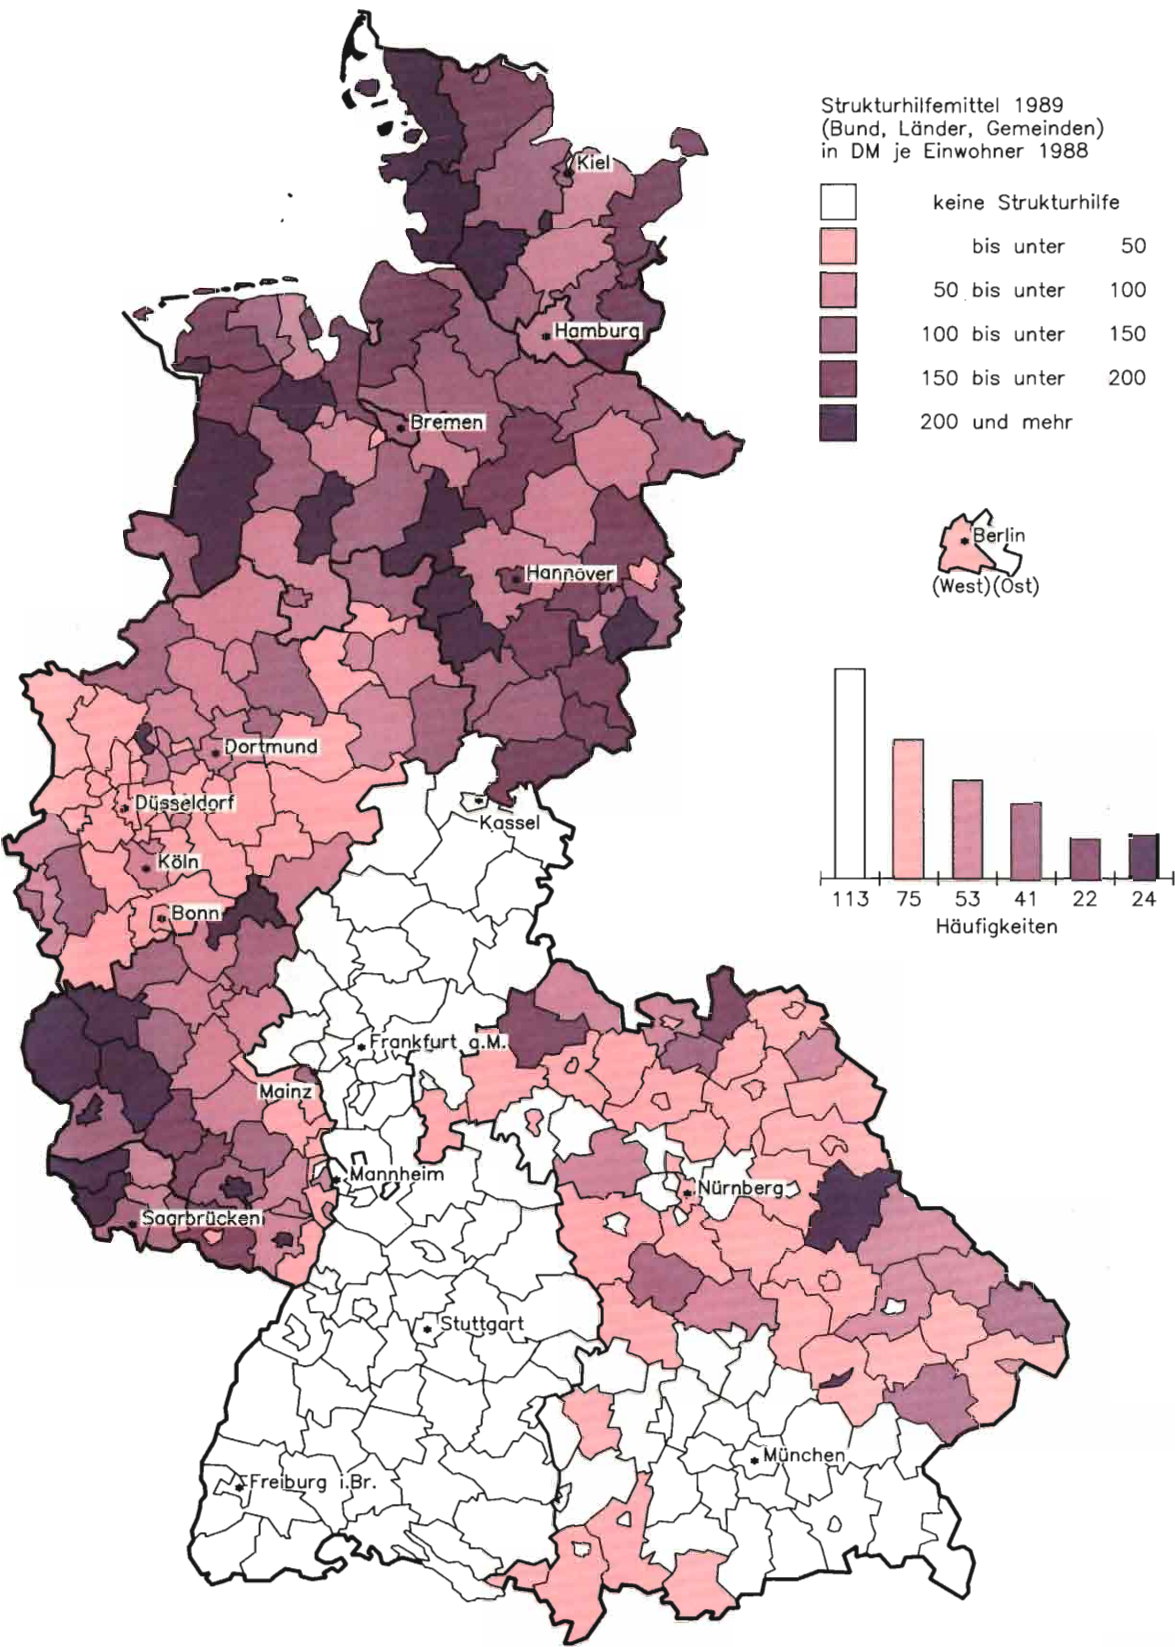 Strukturhilfemittel 1989
(Bund, Länder, Gemeinden)
in DM je Einwohner 1988
keine Strukturhilfe
bis unter 50
50 bis unter 100
100 bis unter 150
150 bis unter 200
200 und mehr
Kiel
Hamburg
Bremen
Berlin
(West)(Ost)
Hannover
Dortmund
Düsseldorf
Kassel
Köln
Bonn
113 75 53 41 22 24
Häufigkeiten
Frankfurt a.M.
Mainz
Mannheim
Nürnberg
Saarbrücken
Stuttgart
München
Freiburg i.Br.